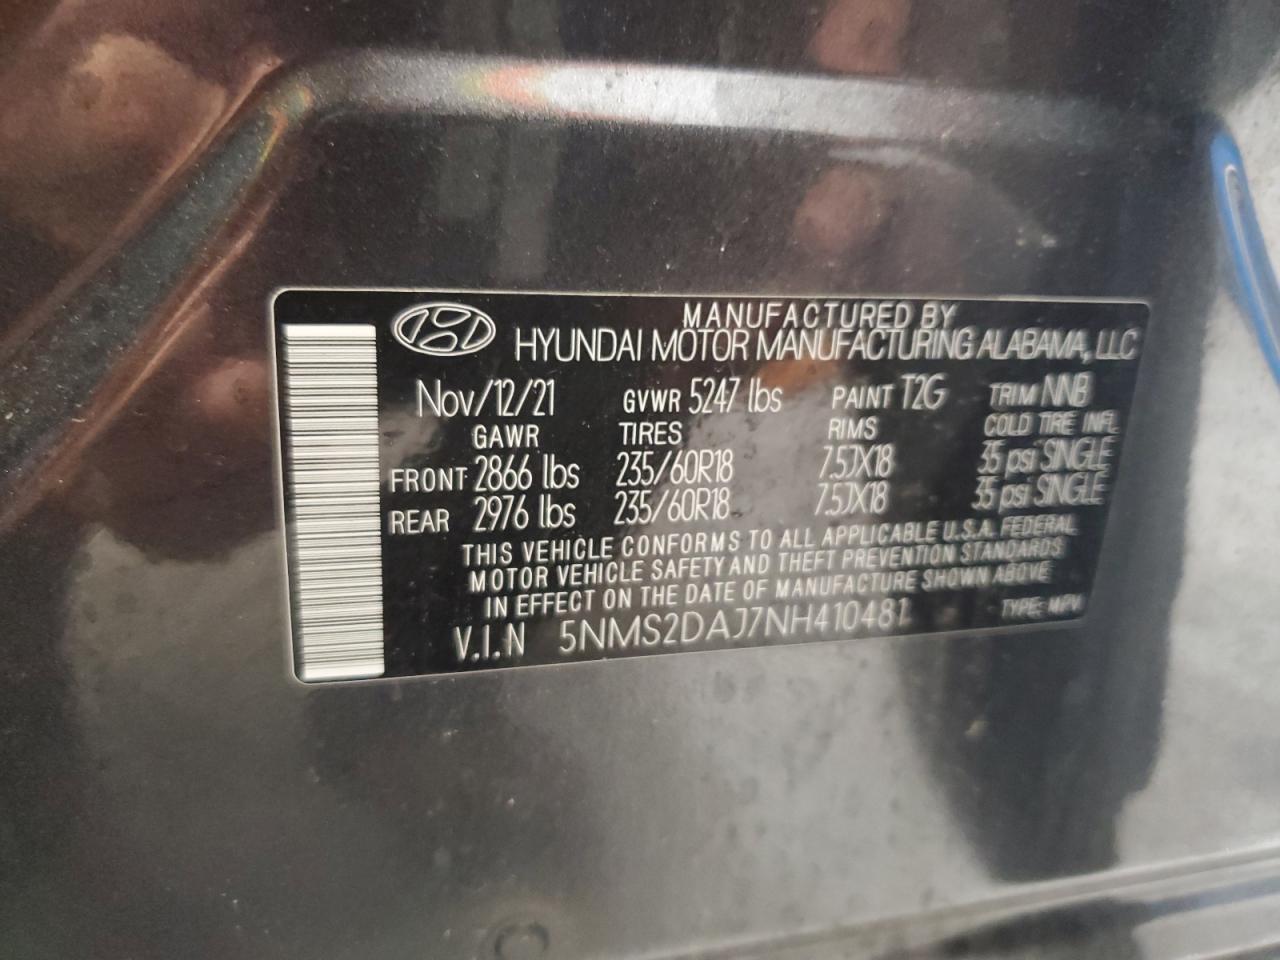 MANUFACTURED BY
HYUNDAI MOTOR MANUFACTURING ALABAMA, LLC
Nov/12/21 GVWR 5247 lbs PAINT T2G TRIM NNB
GAWR TIRES RIMS COLD TIRE INFL
FRONT 2866 lbs 235/60R18 7.5JX18 35 psi SINGLE
REAR 2976 lbs 235/60R18 7.5JX18 35 psi SINGLE
THIS VEHICLE CONFORMS TO ALL APPLICABLE U.S.A. FEDERAL
MOTOR VEHICLE SAFETY AND THEFT PREVENTION STANDARDS
IN EFFECT ON THE DATE OF MANUFACTURE SHOWN ABOVE
V.I.N 5NMS2DAJ7NH410481 TYPE: MPV